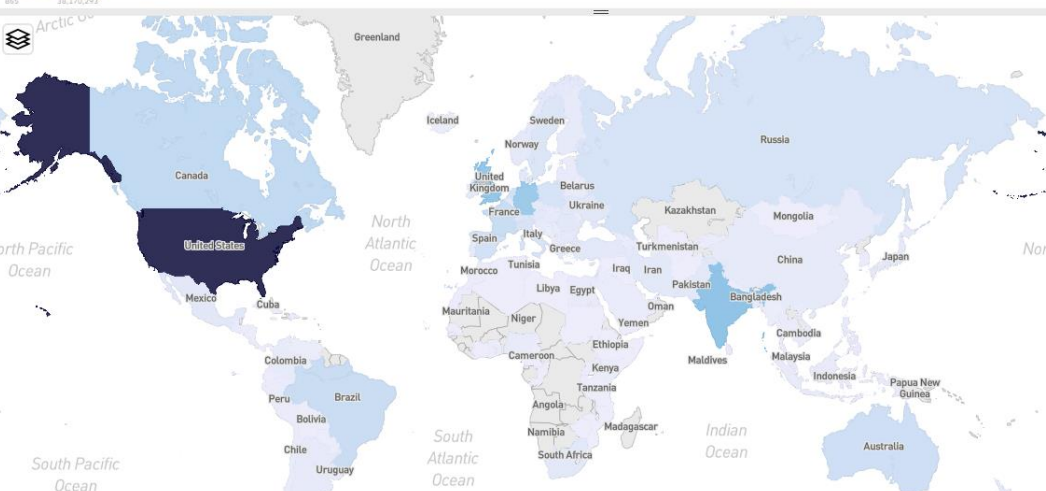 Arctic
Greenland
Iceland
Sweden
Norway
Russia
Canada
United
Kingdom
Belarus
Ukraine
France
Kazakhstan
Mongolia
North
Atlantic
Ocean
United States
Spain
Italy
Greece
Turkmenistan
China
Japan
Pacific
Ocean
Morocco
Tunisia
Iraq
Iran
Pakistan
Bangladesh
Libya
Egypt
Mexico
Cuba
Mauritania
Niger
Oman
Yemen
Cambodia
Ethiopia
Colombia
Cameroon
Kenya
Maldives
Malaysia
Indonesia
Papua New
Guinea
Peru
Brazil
Tanzania
Angola
Bolivia
Namibia
Madagascar
Chile
South Africa
South
Atlantic
Ocean
Indian
Ocean
Australia
Uruguay
South Pacific
Ocean